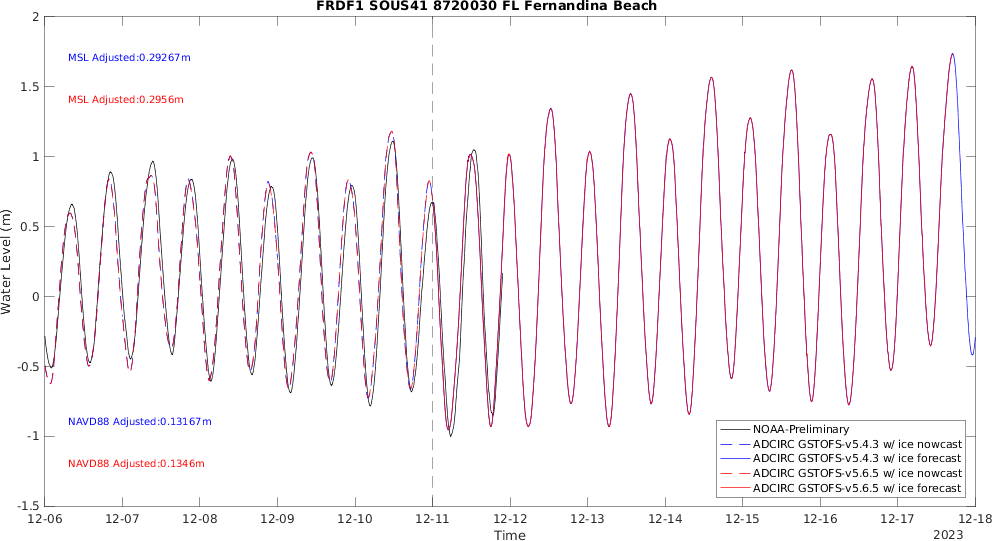 FRDF1 SOUS41 8720030 FL Fernandina Beach
2
1.5
1
0.5
0
-0.5
-1
-1.5
Water Level (m)
MSL Adjusted:0.29267m
MSL Adjusted:0.2956m
NAVD88 Adjusted:0.13167m
NAVD88 Adjusted:0.1346m
NOAA-Preliminary
ADCIRC GSTOFS-v5.4.3 w/ ice nowcast
ADCIRC GSTOFS-v5.4.3 w/ ice forecast
ADCIRC GSTOFS-v5.6.5 w/ ice nowcast
ADCIRC GSTOFS-v5.6.5 w/ ice forecast
12-06 12-07 12-08 12-09 12-10 12-11 12-12 12-13 12-14 12-15 12-16 12-17 12-18
Time
2023